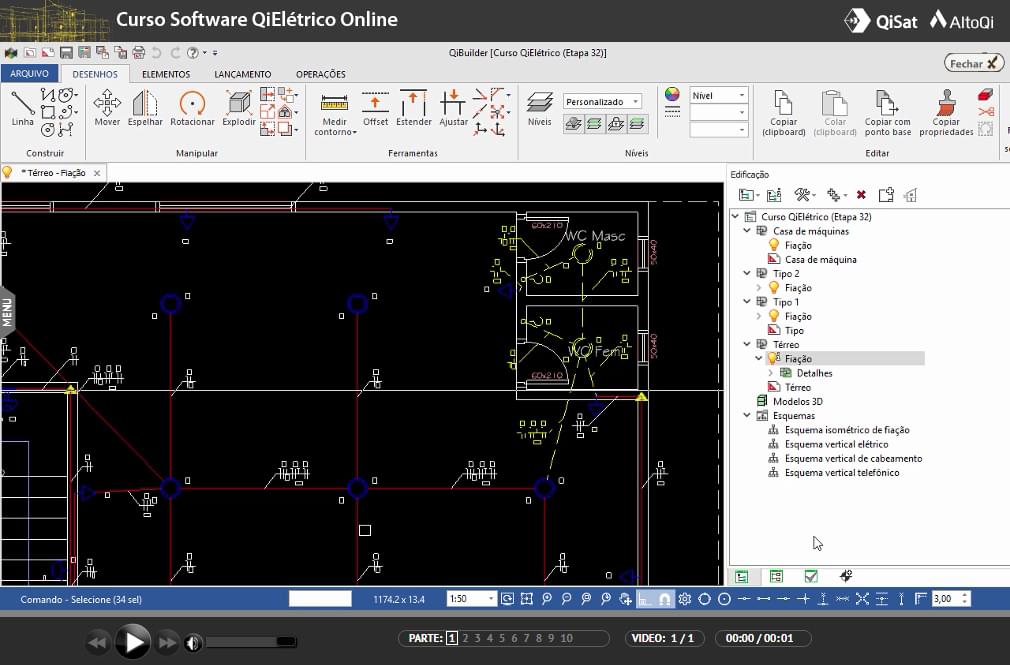 Curso Software QiElétrico Online
QiSat AltoQi
QiBuilder [Curso QiElétrico (Etapa 32)]
Fechar
ARQUIVO DESENHOS ELEMENTOS LANÇAMENTO OPERAÇÕES
Linha Mover Espelhar Rotacionar Explodir Medir contorno Offset Estender Ajustar Níveis Personalizado Nível Copiar (clipboard) Colar (clipboard) Copiar com ponto base Copiar propriedades
Construir Manipular Ferramentas Níveis Editar
* Térreo - Fiação
Edificação
Curso QiElétrico (Etapa 32)
Casa de máquinas
Fiação
Casa de máquina
Tipo 2
Fiação
Tipo 1
Fiação
Tipo
Térreo
Fiação
Detalhes
Térreo
Modelos 3D
Esquemas
Esquema isométrico de fiação
Esquema vertical elétrico
Esquema vertical de cabeamento
Esquema vertical telefônico
MENU
60x210
WC Masc
50x40
WC Fem
50x40
60x210
Comando - Selecione (34 sel) 1174.2 x 13.4 1:50 3,00
PARTE: 1 2 3 4 5 6 7 8 9 10 VIDEO: 1 / 1 00:00 / 00:01